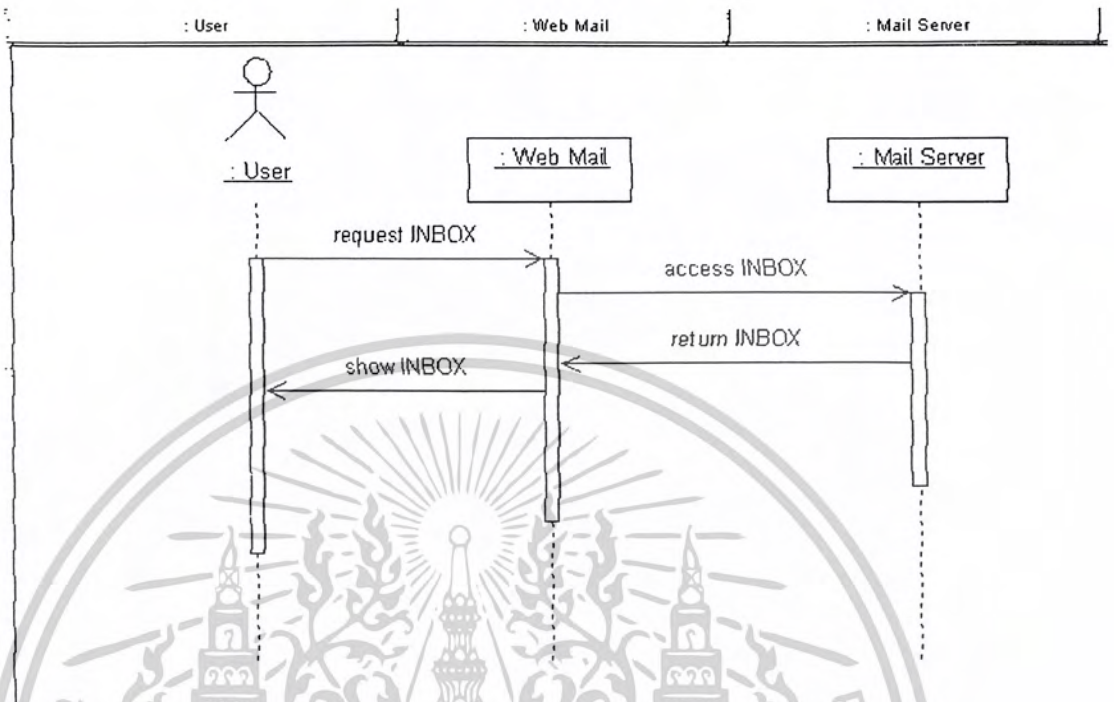 : User
: Web Mail
: Mail Server
: User
: Web Mail
: Mail Server
request INBOX
access INBOX
return INBOX
show INBOX